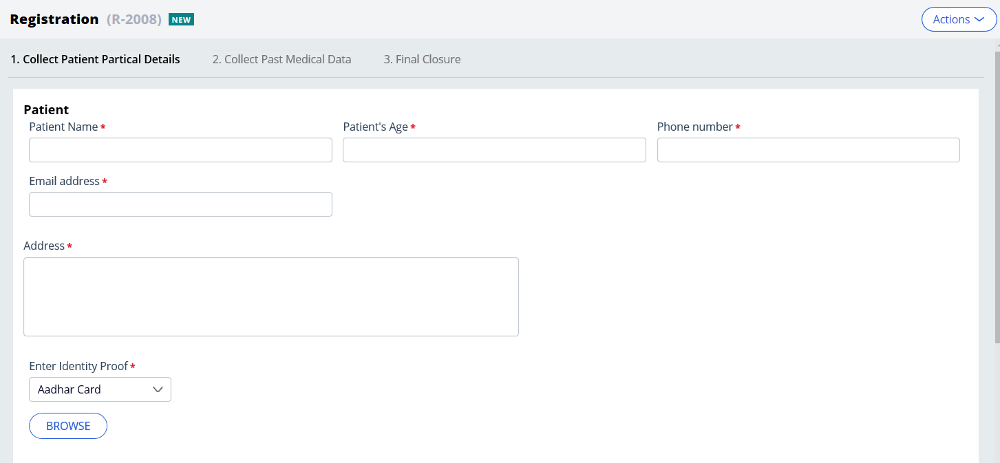 Registration (R-2008) NEW
Actions
1. Collect Patient Partical Details 2. Collect Past Medical Data 3. Final Closure
Patient
Patient Name * Patient's Age * Phone number *
Email address *
Address *
Enter Identity Proof *
Aadhar Card
BROWSE